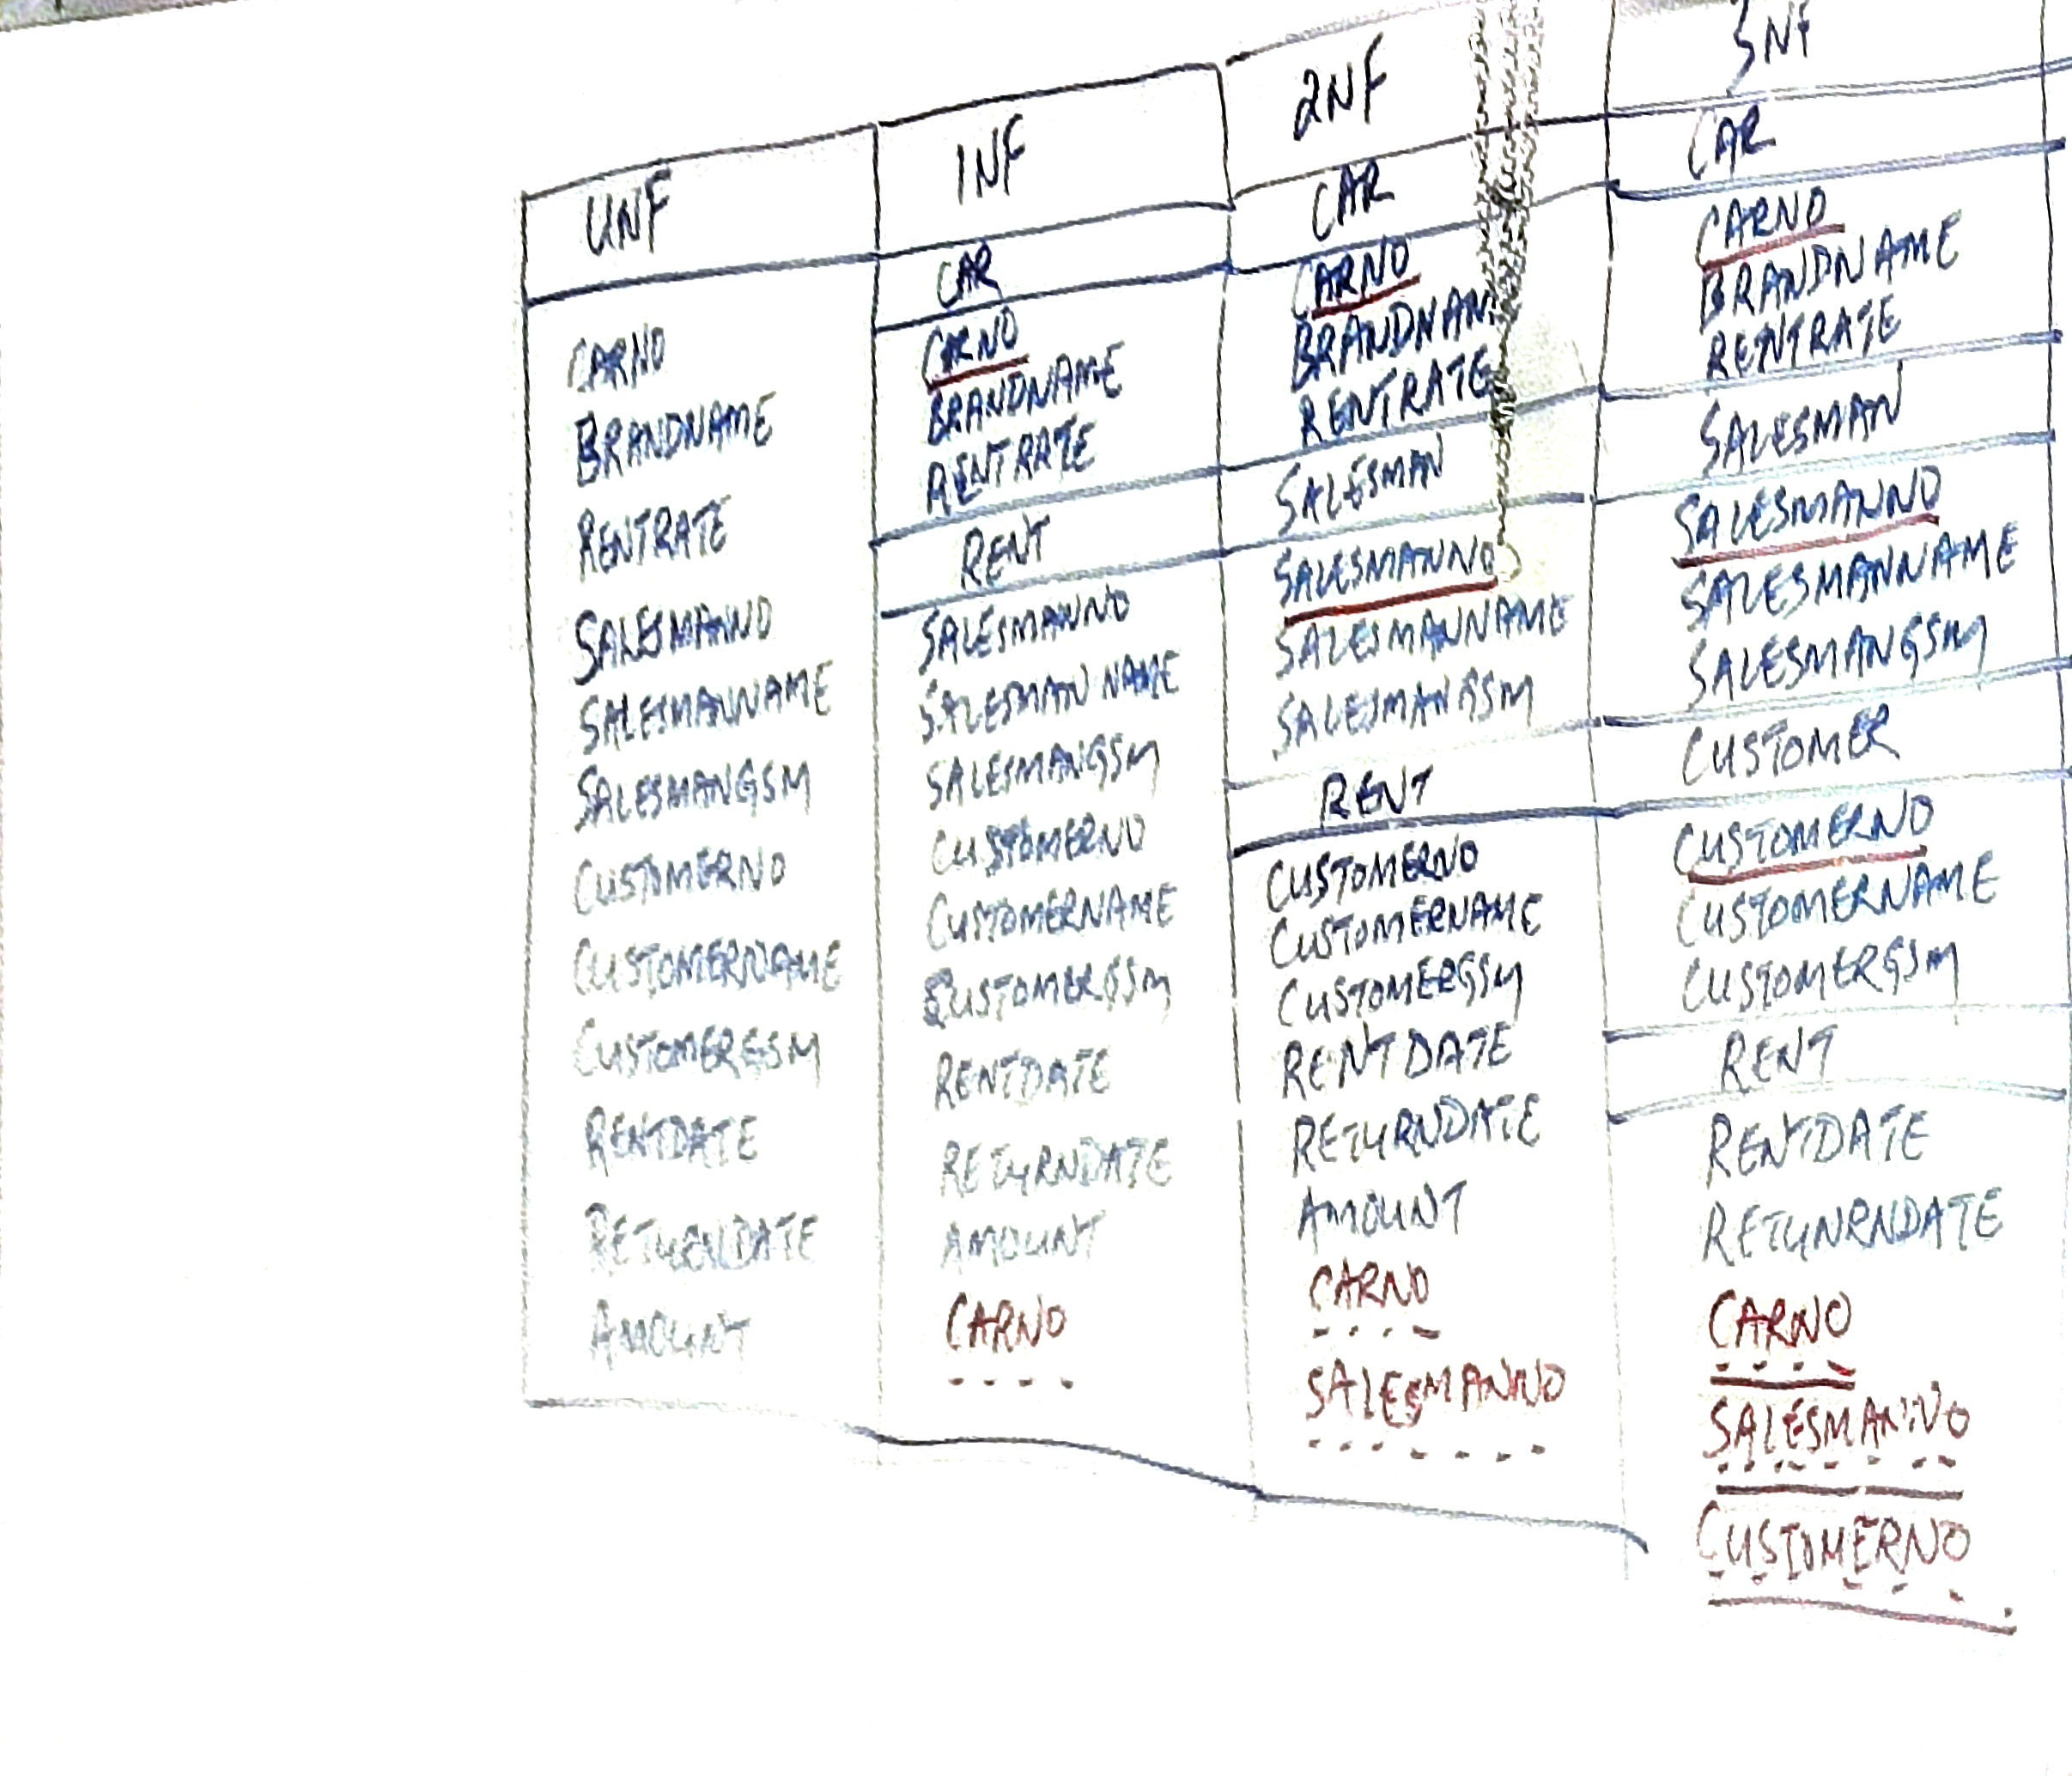 UNF
CARNO
BRANDNAME
RENTRATE
SALESMANNO
SALESMANNAME
SALESMANGSM
CUSTOMERNO
CUSTOMERNAME
CUSTOMERGSM
RENTDATE
RETURNDATE
AMOUNT
1NF
CAR
CARNO
BRANDNAME
RENTRATE
RENT
SALESMANNO
SALESMAN NAME
SALESMANGSM
CUSTOMERNO
CUSTOMERNAME
CUSTOMERGSM
RENTDATE
RETURNDATE
AMOUNT
CARNO
2NF
CAR
CARNO
BRANDNAM
RENTRATE
SALESMAN
SALESMANNO
SALESMANNAME
SALESMANGSM
RENT
CUSTOMERNO
CUSTOMERNAME
CUSTOMERGSM
RENTDATE
RETURNDATE
AMOUNT
CARNO
SALESMANNO
3NF
CAR
CARNO
BRANDNAME
RENTRATE
SALESMAN
SALESMANNO
SALESMANNAME
SALESMANGSM
CUSTOMER
CUSTOMERNO
CUSTOMERNAME
CUSTOMERGSM
RENT
RENTDATE
RETUNRNDATE
CARNO
SALESMANNO
CUSTOMERNO